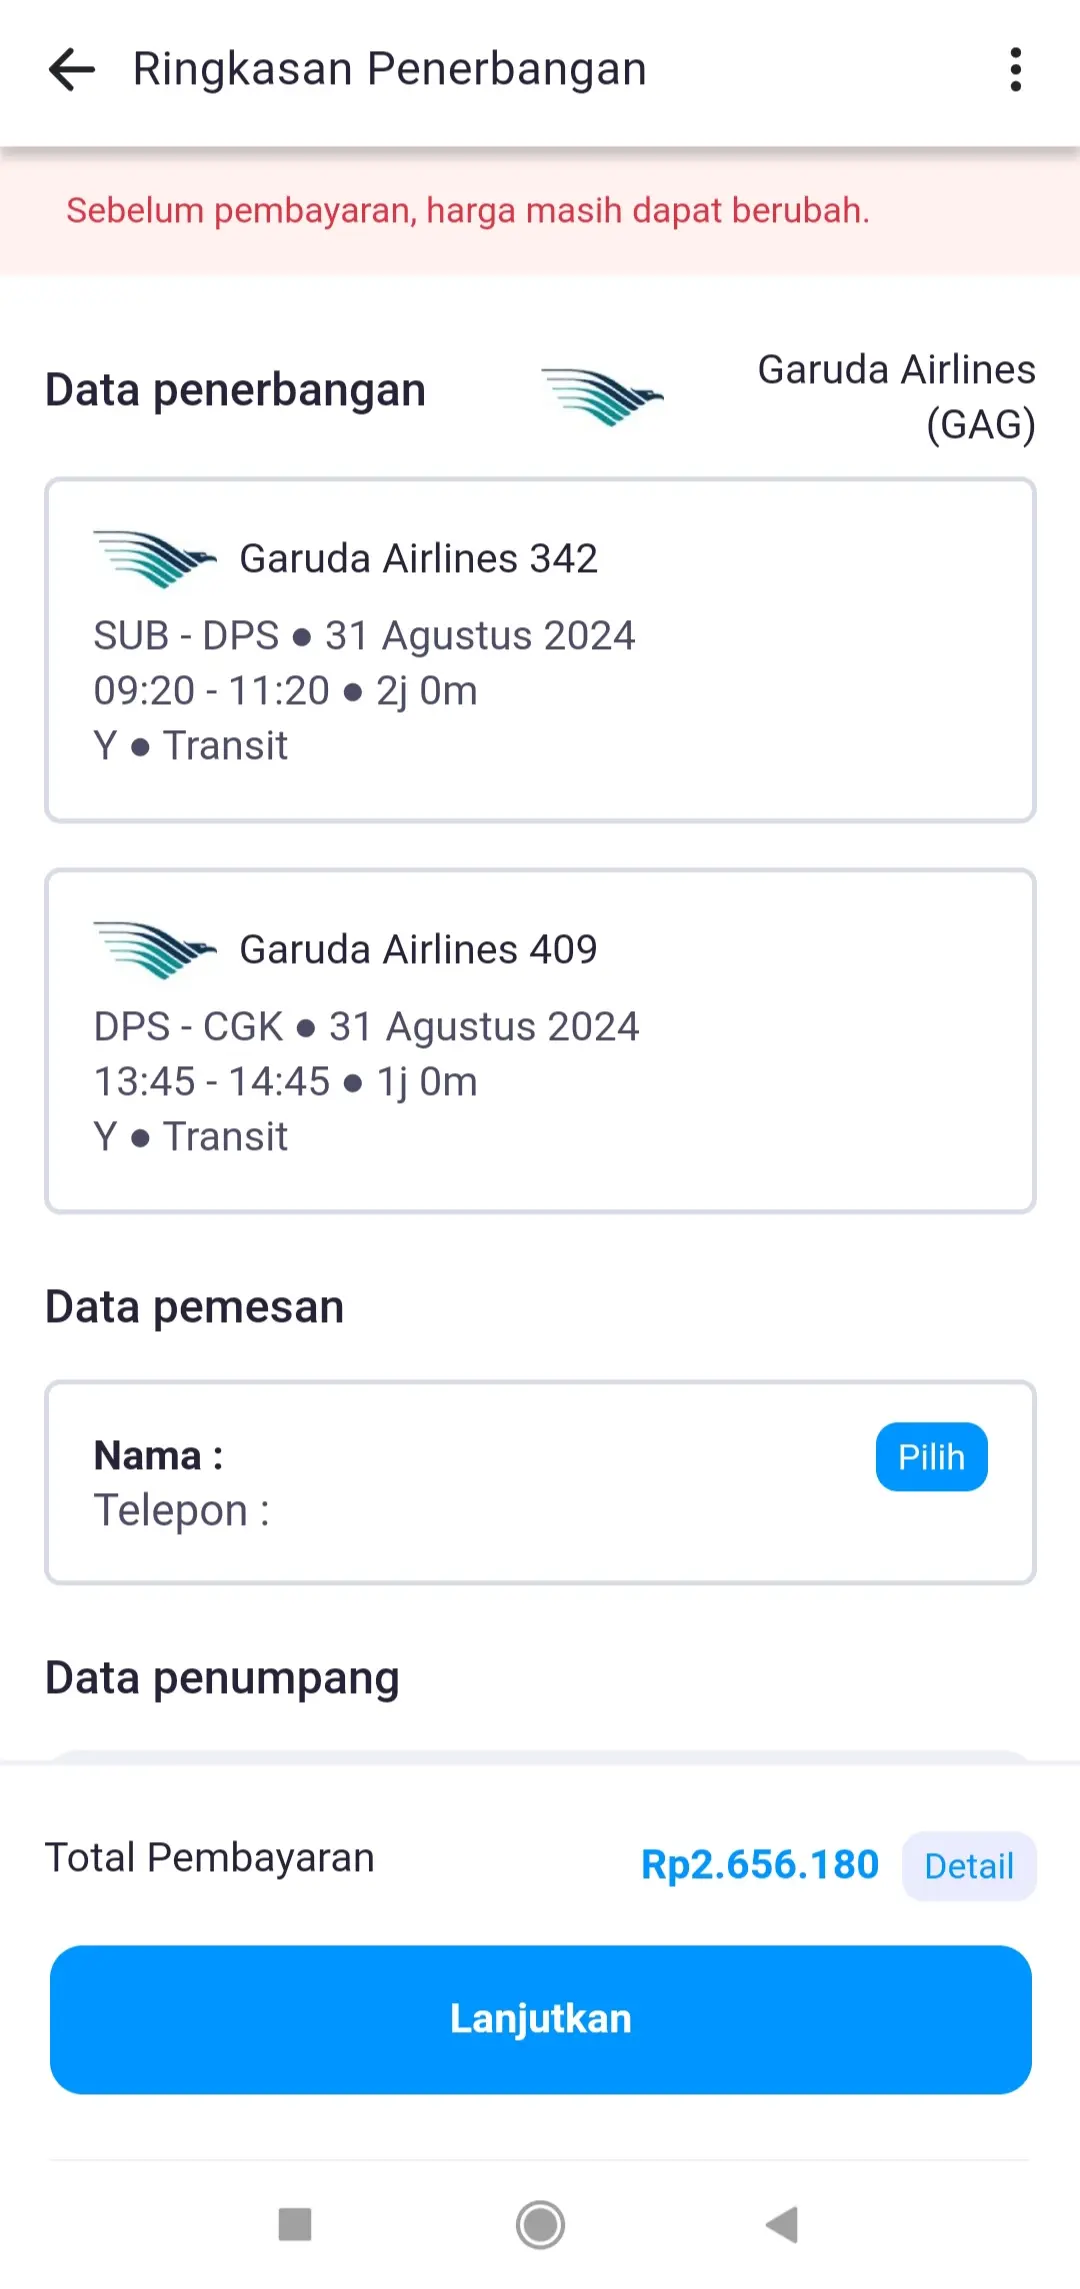 Ringkasan Penerbangan
Sebelum pembayaran, harga masih dapat berubah.
Data penerbangan
Garuda Airlines
(GAG)
Garuda Airlines 342
SUB - DPS ● 31 Agustus 2024
09:20 - 11:20 ● 2j 0m
Y ● Transit
Garuda Airlines 409
DPS - CGK ● 31 Agustus 2024
13:45 - 14:45 ● 1j 0m
Y ● Transit
Data pemesan
Nama :
Pilih
Telepon :
Data penumpang
Total Pembayaran
Rp2.656.180
Detail
Lanjutkan